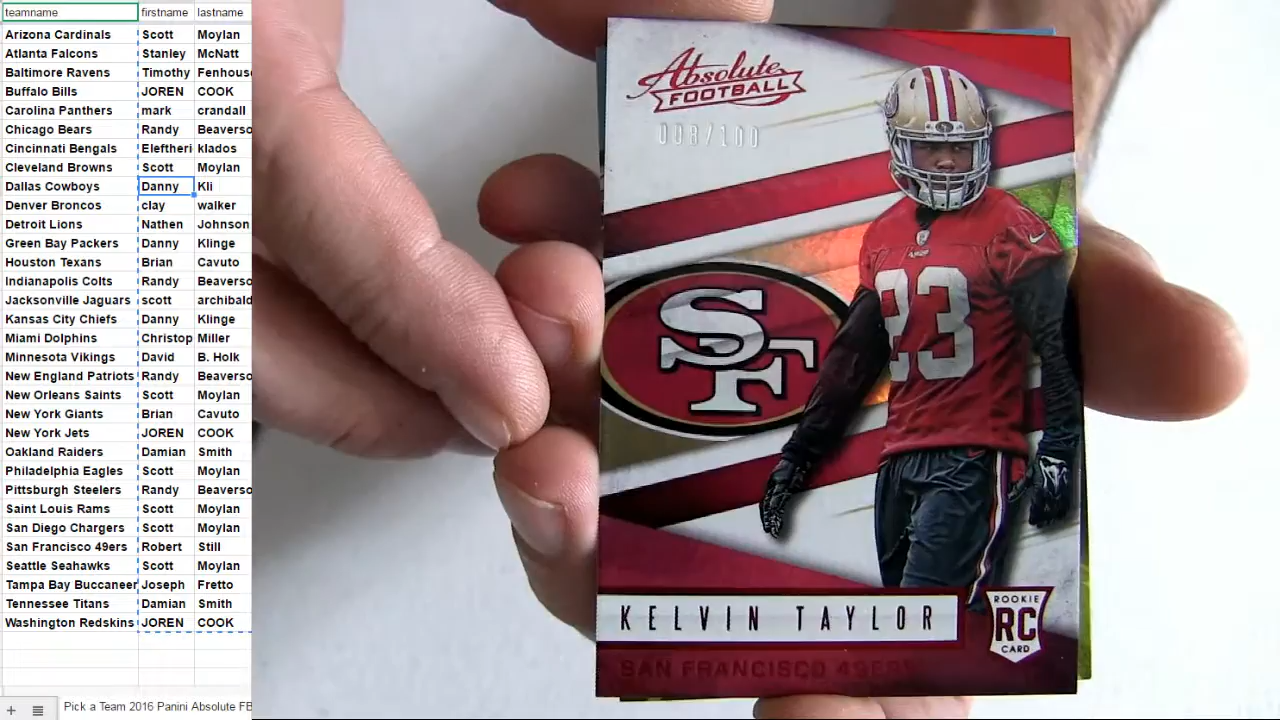 teamname firstname lastname
Arizona Cardinals Scott Moylan
Atlanta Falcons Stanley McNatt
Baltimore Ravens Timothy Fenhous
Buffalo Bills JOREN COOK
Carolina Panthers mark crandall
Chicago Bears Randy Beaverso
Cincinnati Bengals Eleftheri klados
Cleveland Browns Scott Moylan
Dallas Cowboys Danny Kli
Denver Broncos clay walker
Detroit Lions Nathen Johnson
Green Bay Packers Danny Klinge
Houston Texans Brian Cavuto
Indianapolis Colts Randy Beaverso
Jacksonville Jaguars scott archibald
Kansas City Chiefs Danny Klinge
Miami Dolphins Christop Miller
Minnesota Vikings David B. Holk
New England Patriots Randy Beaverso
New Orleans Saints Scott Moylan
New York Giants Brian Cavuto
New York Jets JOREN COOK
Oakland Raiders Damian Smith
Philadelphia Eagles Scott Moylan
Pittsburgh Steelers Randy Beaverso
Saint Louis Rams Scott Moylan
San Diego Chargers Scott Moylan
San Francisco 49ers Robert Still
Seattle Seahawks Scott Moylan
Tampa Bay Buccaneer Joseph Fretto
Tennessee Titans Damian Smith
Washington Redskins JOREN COOK
Pick a Team 2016 Panini Absolute FB
Absolute
FOOTBALL
/100
SF
23
KELVIN TAYLOR
ROOKIE
RC
CARD
SAN FRANCISCO 49ERS